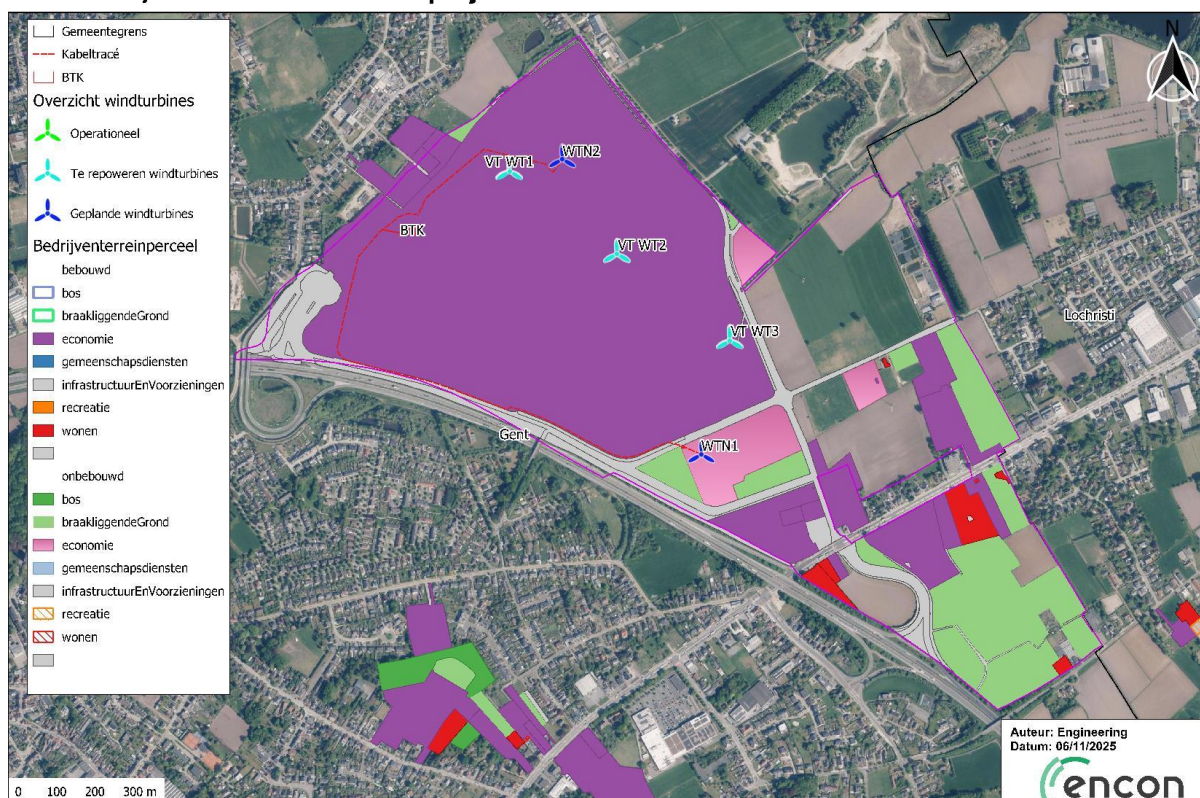 Gemeentegrens
Kabeltracé
BTK
Overzicht windturbines
Operationeel
Te repoweren windturbines
Geplande windturbines
Bedrijventerreinperceel
bebouwd
bos
braakliggendeGrond
economie
gemeenschapsdiensten
infrastructuurEnVoorzieningen
recreatie
wonen
onbebouwd
bos
braakliggendeGrond
economie
gemeenschapsdiensten
infrastructuurEnVoorzieningen
recreatie
wonen
0 100 200 300 m
N
VT WT1
WTN2
BTK
VT WT2
VT WT3
Lochristi
Gent
WTN1
Auteur: Engineering
Datum: 06/11/2025
encon